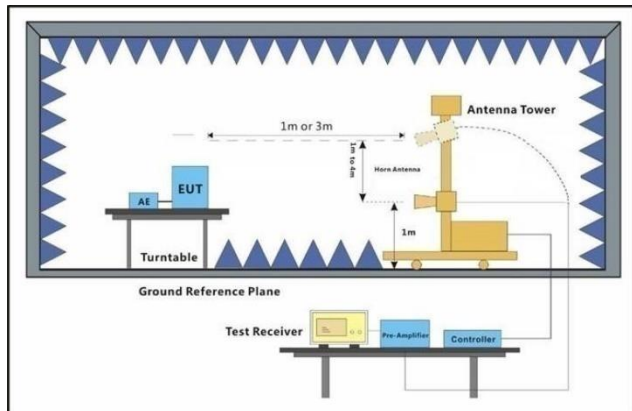 Antenna Tower
1m or 3m
1m to 4m
Horn Antenna
EUT
AE
1m
Turntable
Ground Reference Plane
Test Receiver
Pre-Amplifier
Controller